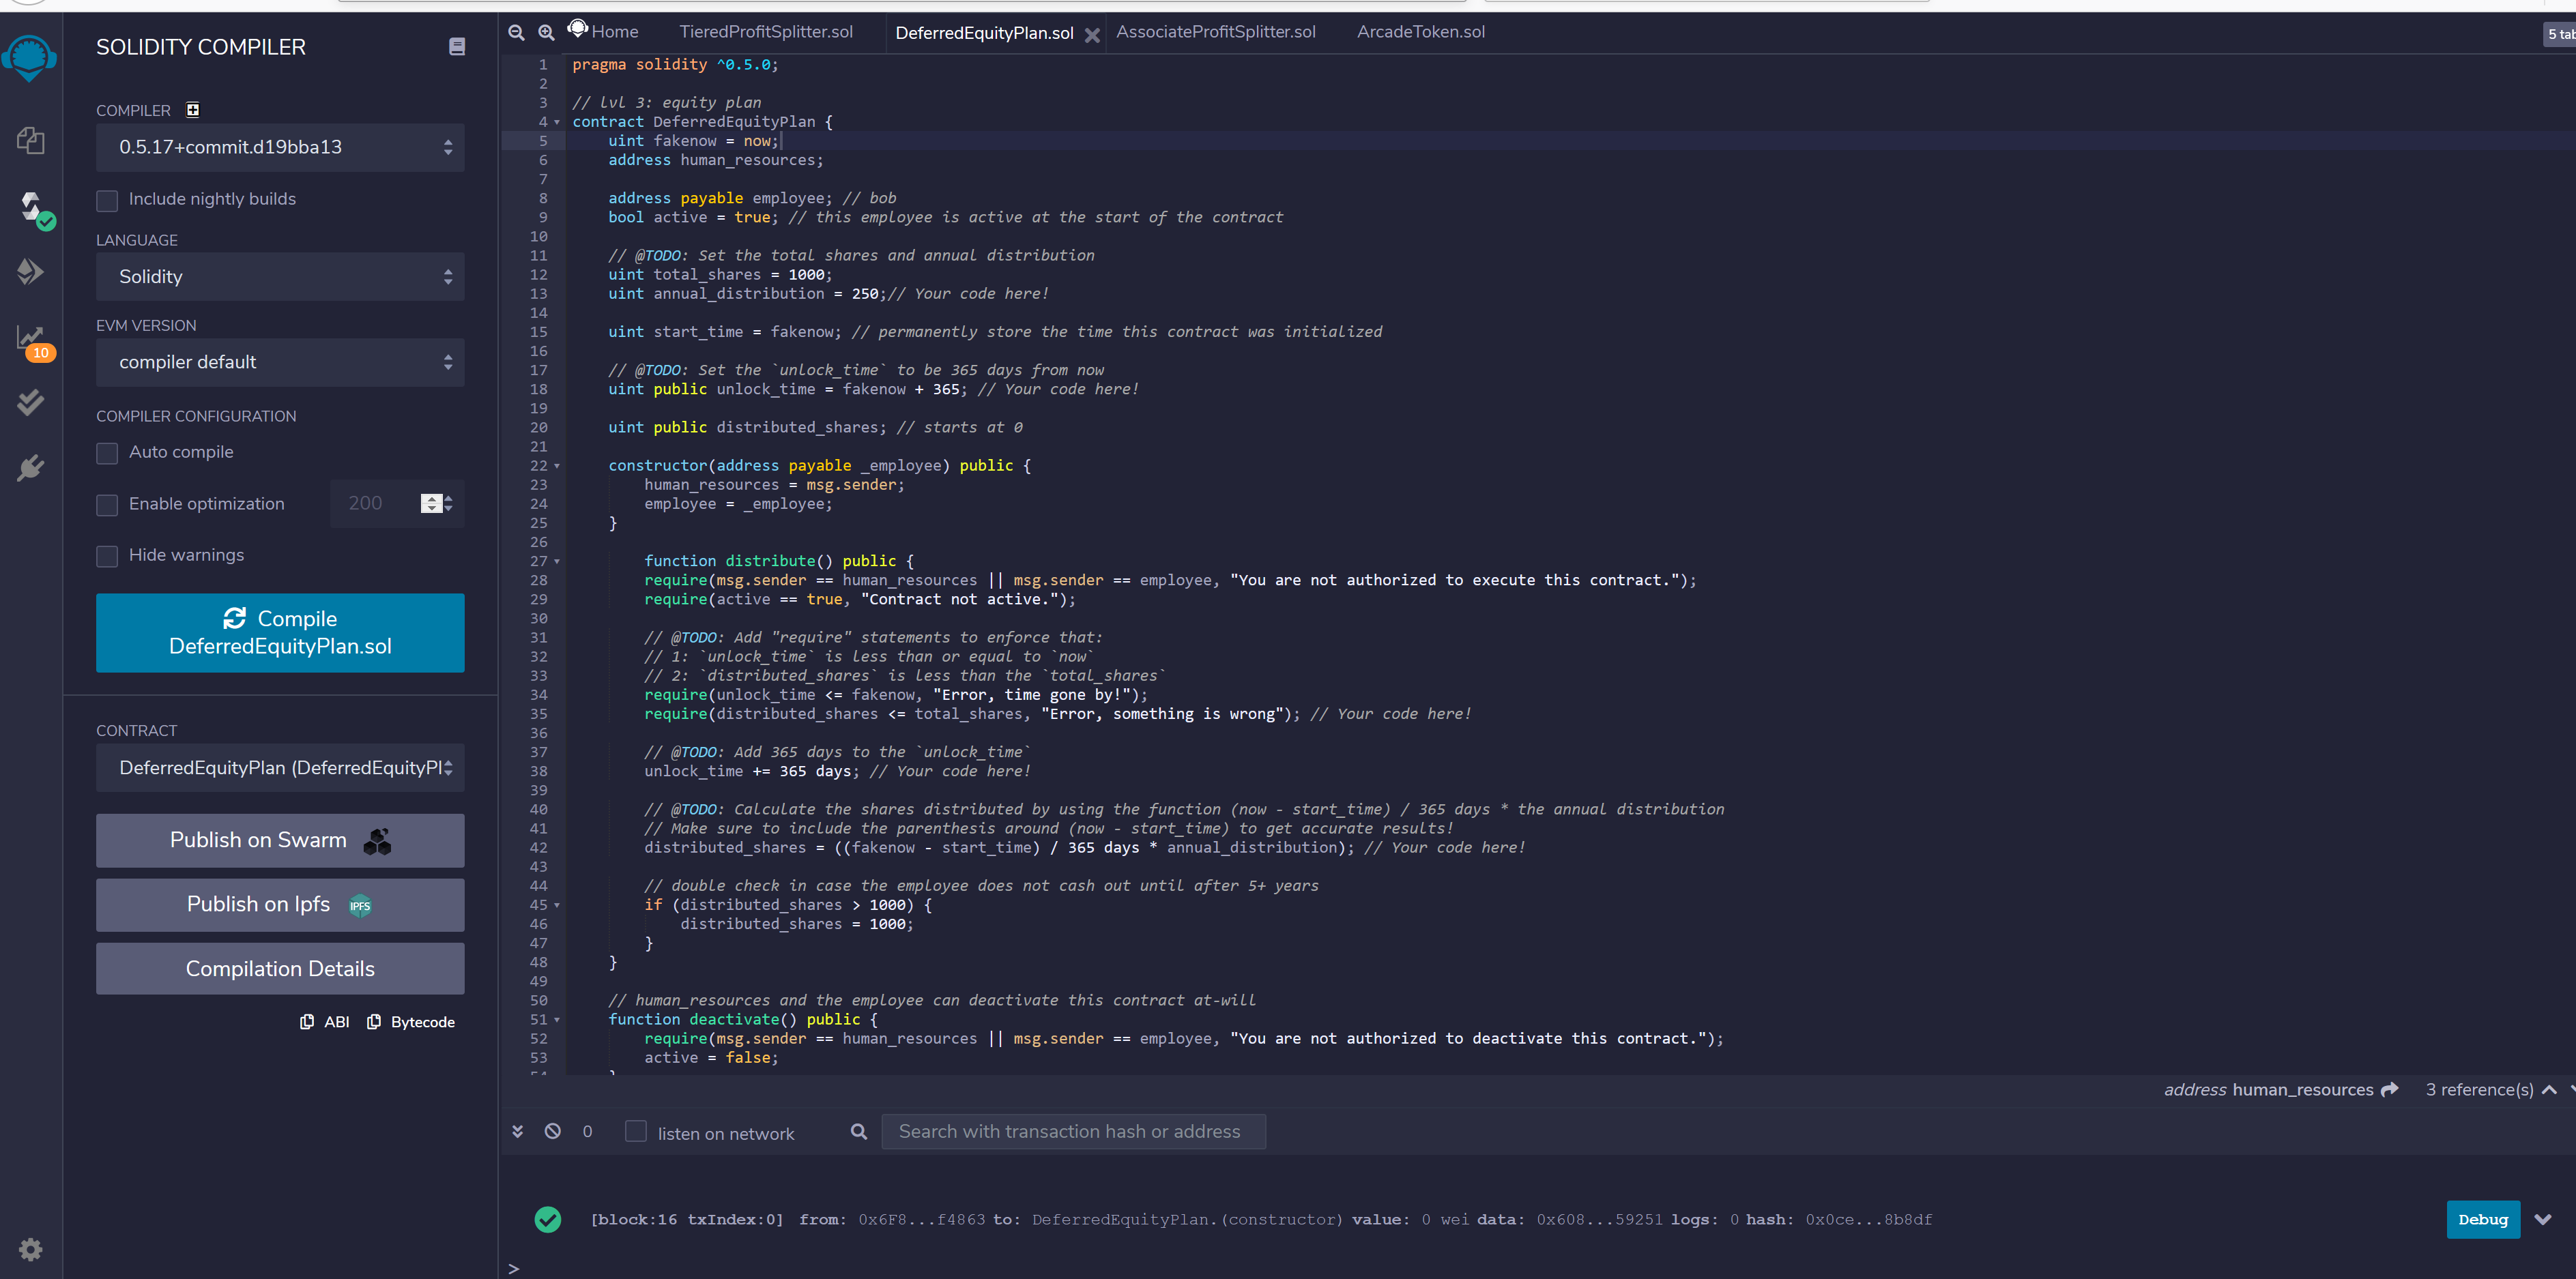 SOLIDITY COMPILER
COMPILER
0.5.17+commit.d19bba13
Include nightly builds
LANGUAGE
Solidity
EVM VERSION
compiler default
COMPILER CONFIGURATION
Auto compile
Enable optimization 200
Hide warnings
Compile
DeferredEquityPlan.sol
CONTRACT
DeferredEquityPlan (DeferredEquityPl
Publish on Swarm
Publish on Ipfs IPFS
Compilation Details
ABI Bytecode
10
Home TieredProfitSplitter.sol DeferredEquityPlan.sol AssociateProfitSplitter.sol ArcadeToken.sol 5 tab
1 pragma solidity ^0.5.0;
2
3 // lvl 3: equity plan
4 contract DeferredEquityPlan {
5 uint fakenow = now;
6 address human_resources;
7
8 address payable employee; // bob
9 bool active = true; // this employee is active at the start of the contract
10
11 // @TODO: Set the total shares and annual distribution
12 uint total_shares = 1000;
13 uint annual_distribution = 250;// Your code here!
14
15 uint start_time = fakenow; // permanently store the time this contract was initialized
16
17 // @TODO: Set the `unlock_time` to be 365 days from now
18 uint public unlock_time = fakenow + 365; // Your code here!
19
20 uint public distributed_shares; // starts at 0
21
22 constructor(address payable _employee) public {
23 human_resources = msg.sender;
24 employee = _employee;
25 }
26
27 function distribute() public {
28 require(msg.sender == human_resources || msg.sender == employee, "You are not authorized to execute this contract.");
29 require(active == true, "Contract not active.");
30
31 // @TODO: Add "require" statements to enforce that:
32 // 1: `unlock_time` is less than or equal to `now`
33 // 2: `distributed_shares` is less than the `total_shares`
34 require(unlock_time <= fakenow, "Error, time gone by!");
35 require(distributed_shares <= total_shares, "Error, something is wrong"); // Your code here!
36
37 // @TODO: Add 365 days to the `unlock_time`
38 unlock_time += 365 days; // Your code here!
39
40 // @TODO: Calculate the shares distributed by using the function (now - start_time) / 365 days * the annual distribution
41 // Make sure to include the parenthesis around (now - start_time) to get accurate results!
42 distributed_shares = ((fakenow - start_time) / 365 days * annual_distribution); // Your code here!
43
44 // double check in case the employee does not cash out until after 5+ years
45 if (distributed_shares > 1000) {
46 distributed_shares = 1000;
47 }
48 }
49
50 // human_resources and the employee can deactivate this contract at-will
51 function deactivate() public {
52 require(msg.sender == human_resources || msg.sender == employee, "You are not authorized to deactivate this contract.");
53 active = false;
54 }
address human_resources 3 reference(s)
0 listen on network Search with transaction hash or address
[block:16 txIndex:0] from: 0x6F8...f4863 to: DeferredEquityPlan.(constructor) value: 0 wei data: 0x608...59251 logs: 0 hash: 0x0ce...8b8df Debug
>